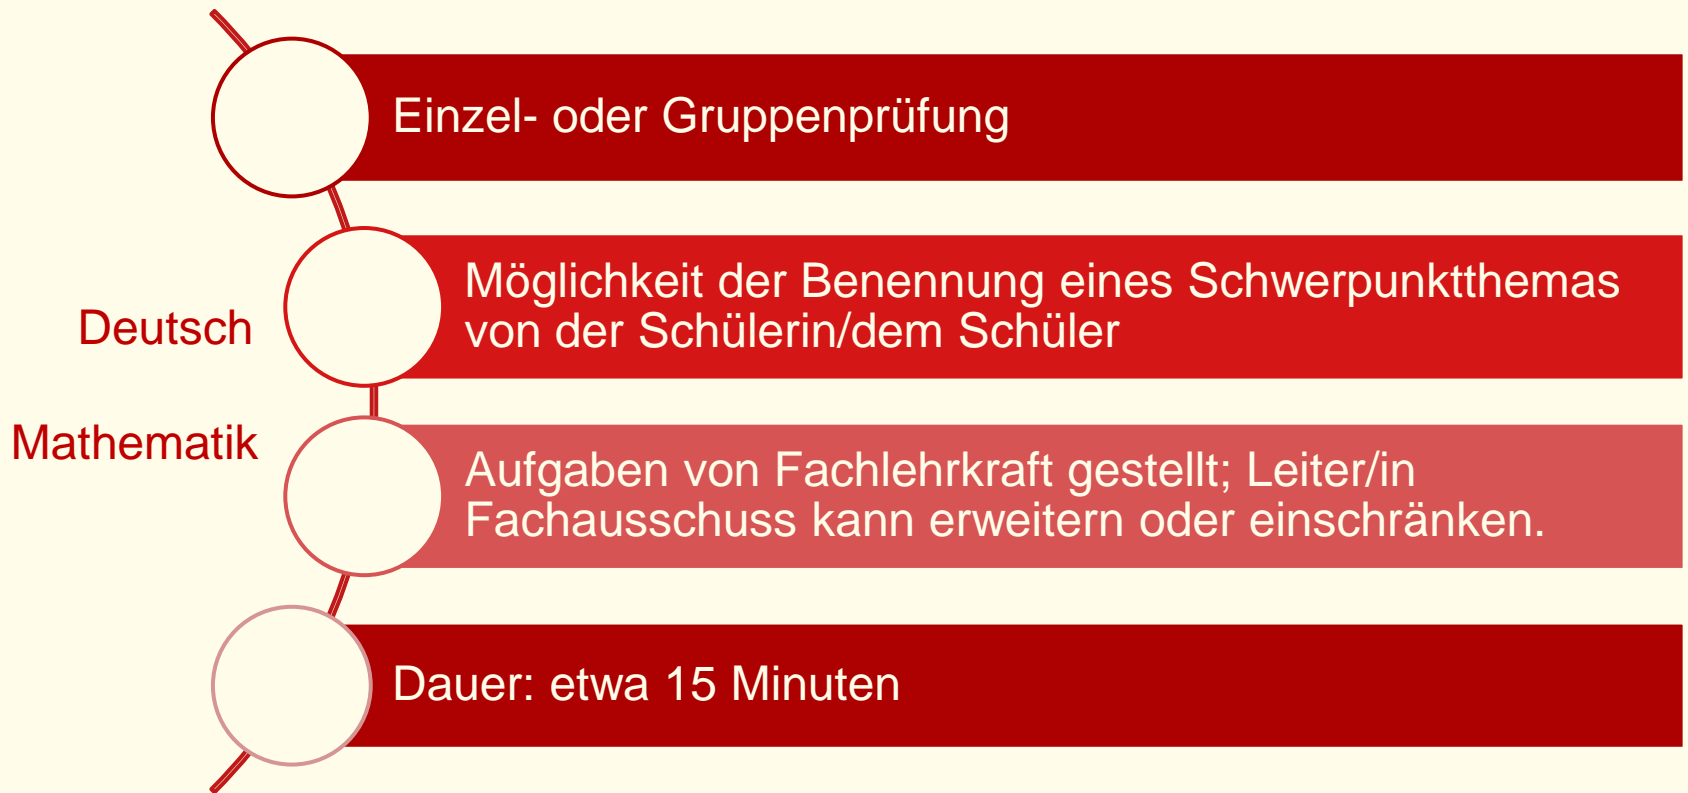 Einzel- oder Gruppenprüfung
Möglichkeit der Benennung eines Schwerpunktthemas
von der Schülerin/dem Schüler
Deutsch
Mathematik
Aufgaben von Fachlehrkraft gestellt; Leiter/in
Fachausschuss kann erweitern oder einschränken.
Dauer: etwa 15 Minuten